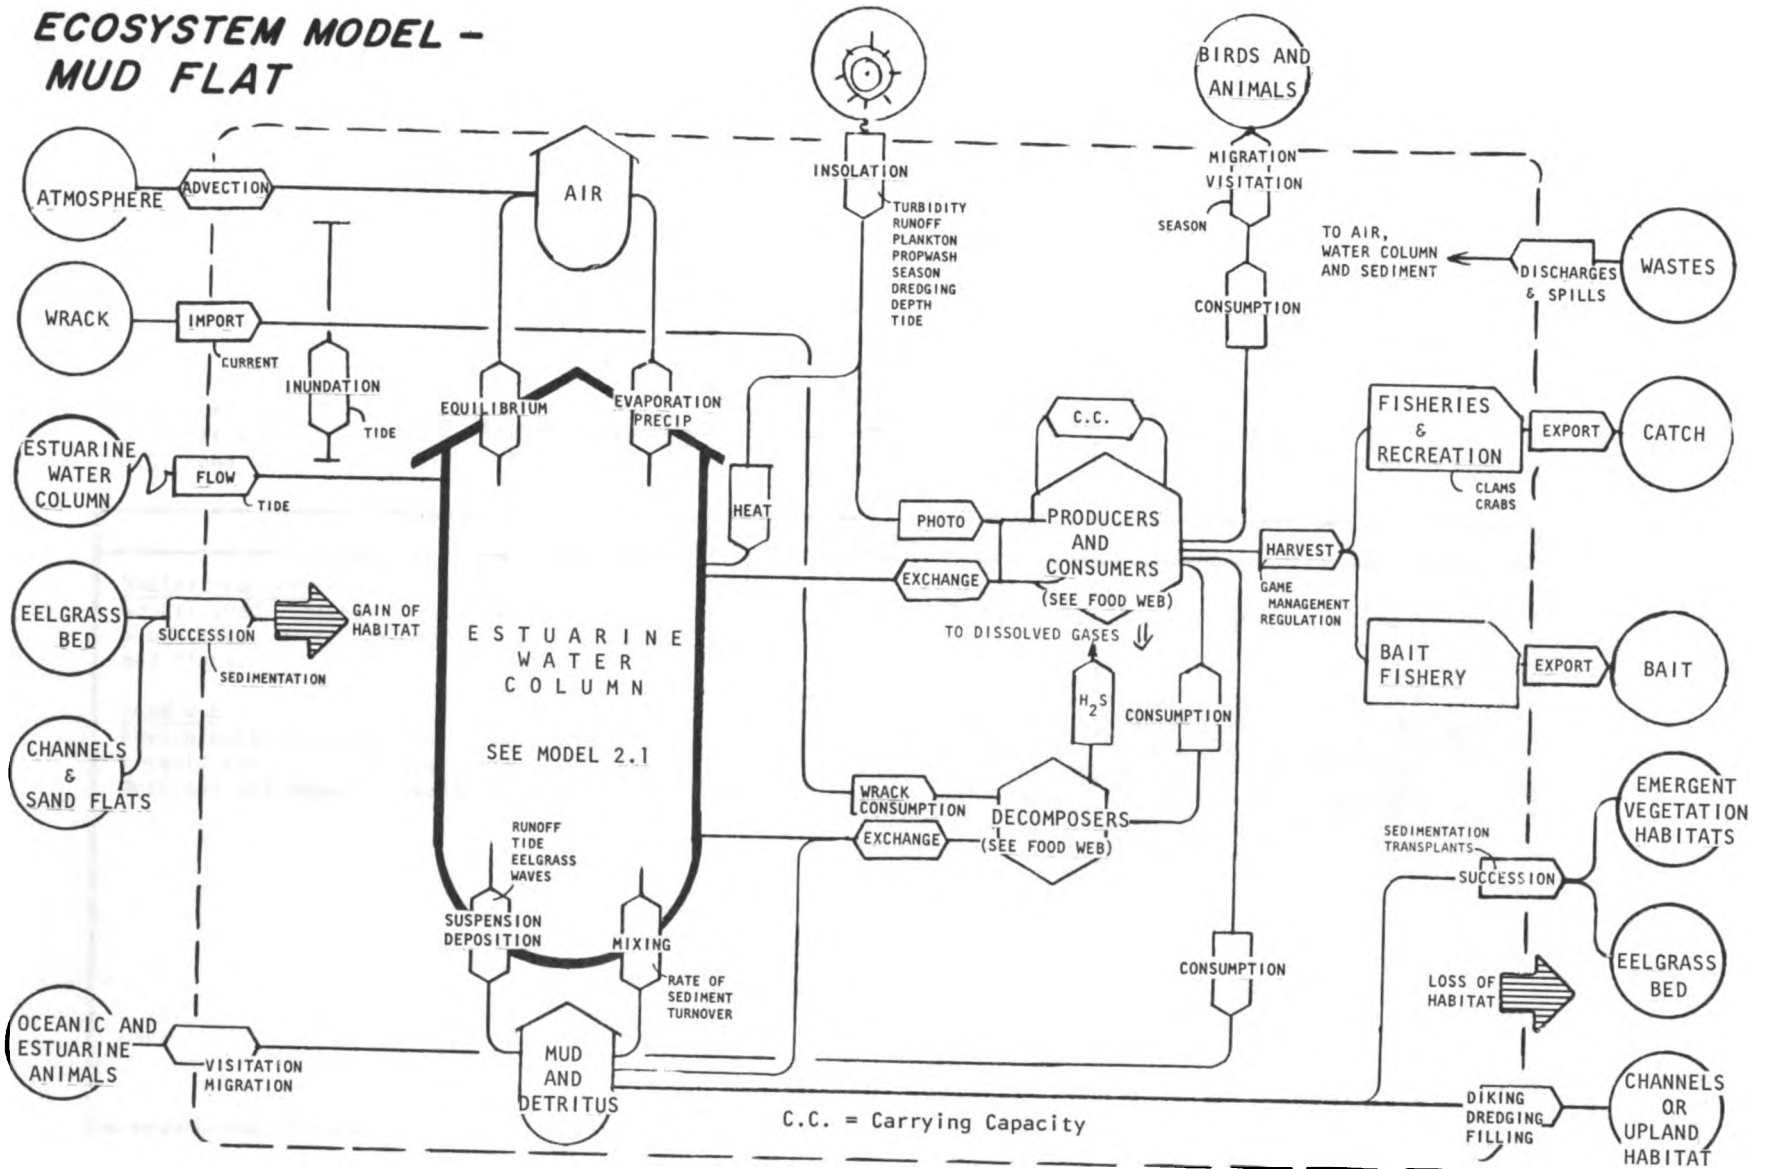 ECOSYSTEM MODEL -
MUD FLAT
ATMOSPHERE
ADVECTION
AIR
WRACK
IMPORT
CURRENT
INUNDATION
TIDE
ESTUARINE
WATER
COLUMN
FLOW
TIDE
EELGRASS
BED
SUCCESSION
SEDIMENTATION
GAIN OF
HABITAT
CHANNELS
&
SAND FLATS
OCEANIC AND
ESTUARINE
ANIMALS
VISITATION
MIGRATION
EQUILIBRIUM
EVAPORATION
PRECIP
HEAT
ESTUARINE
WATER
COLUMN
SEE MODEL 2.1
RUNOFF
TIDE
EELGRASS
WAVES
SUSPENSION
DEPOSITION
MIXING
RATE OF
SEDIMENT
TURNOVER
MUD
AND
DETRITUS
INSOLATION
TURBIDITY
RUNOFF
PLANKTON
PROPWASH
SEASON
DREDGING
DEPTH
TIDE
BIRDS AND
ANIMALS
MIGRATION
VISITATION
SEASON
CONSUMPTION
C.C.
PHOTO
EXCHANGE
PRODUCERS
AND
CONSUMERS
(SEE FOOD WEB)
TO DISSOLVED GASES
H2S
CONSUMPTION
WRACK
CONSUMPTION
EXCHANGE
DECOMPOSERS
(SEE FOOD WEB)
CONSUMPTION
HARVEST
GAME
MANAGEMENT
REGULATION
TO AIR,
WATER COLUMN
AND SEDIMENT
DISCHARGES
& SPILLS
WASTES
FISHERIES
&
RECREATION
CLAMS
CRABS
EXPORT
CATCH
BAIT
FISHERY
EXPORT
BAIT
SEDIMENTATION
TRANSPLANTS
SUCCESSION
EMERGENT
VEGETATION
HABITATS
EELGRASS
BED
LOSS OF
HABITAT
DIKING
DREDGING
FILLING
CHANNELS
OR
UPLAND
HABITAT
C.C. = Carrying Capacity